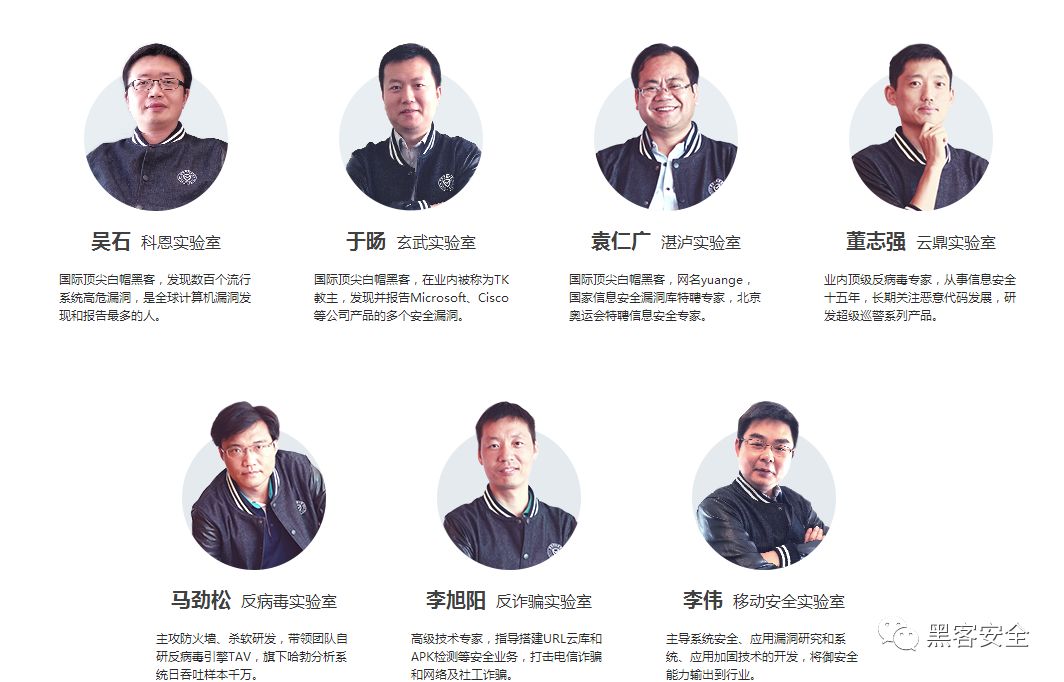 吴石 科恩实验室
国际顶尖白帽黑客，发现数百个流行
系统高危漏洞，是全球计算机漏洞发
现和报告最多的人。
于旸 玄武实验室
国际顶尖白帽黑客，在业内被称为TK
教主，发现并报告Microsoft、Cisco
等公司产品的多个安全漏洞。
袁仁广 湛泸实验室
国际顶尖白帽黑客，网名yuange，
国家信息安全漏洞库特聘专家，北京
奥运会特聘信息安全专家。
董志强 云鼎实验室
业内顶级反病毒专家，从事信息安全
十五年，长期关注恶意代码发展，研
发超级巡警系列产品。
马劲松 反病毒实验室
主攻防火墙、杀软研发，带领团队自
研反病毒引擎TAV，旗下哈勃分析系
统日吞吐样本千万。
李旭阳 反诈骗实验室
高级技术专家，指导搭建URL云库和
APK检测等安全业务，打击电信诈骗
和网络及社工诈骗。
李伟 移动安全实验室
主导系统安全、应用漏洞研究和系
统、应用加固技术的开发，将御安全
能力输出到行业。
黑客安全